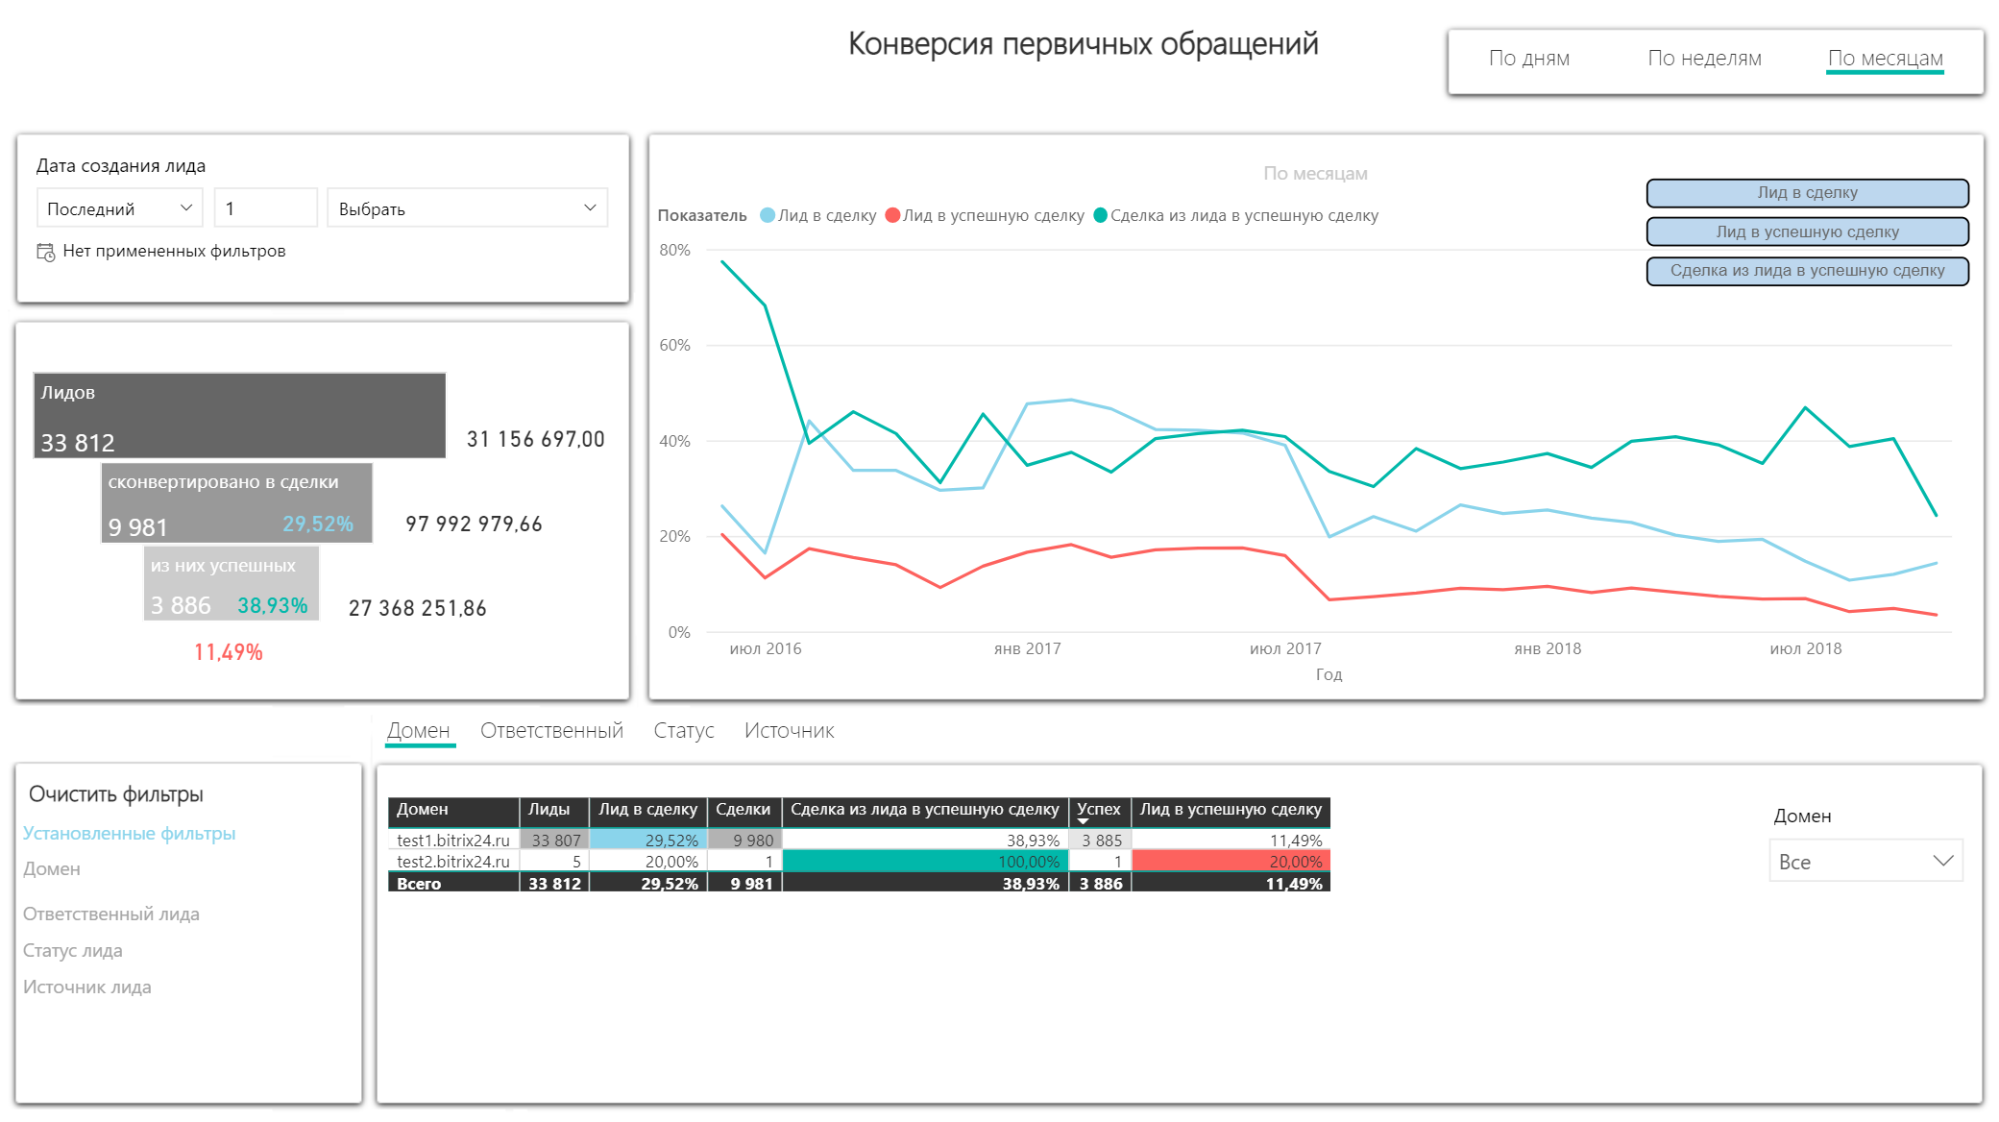 Конверсия первичных обращений
По дням По неделям По месяцам
Дата создания лида
Последний 1 Выбрать
Нет примененных фильтров
Лидов
33 812
31 156 697,00
сконвертировано в сделки
9 981 29,52%
97 992 979,66
из них успешных
3 886 38,93%
27 368 251,86
11,49%
По месяцам
Показатель Лид в сделку Лид в успешную сделку Сделка из лида в успешную сделку
Лид в сделку
Лид в успешную сделку
Сделка из лида в успешную сделку
80%
60%
40%
20%
0%
июл 2016 янв 2017 июл 2017 янв 2018 июл 2018
Год
Домен Ответственный Статус Источник
Очистить фильтры
Установленные фильтры
Домен
Ответственный лида
Статус лида
Источник лида
Домен Лиды Лид в сделку Сделки Сделка из лида в успешную сделку Успех Лид в успешную сделку
test1.bitrix24.ru 33 807 29,52% 9 980 38,93% 3 885 11,49%
test2.bitrix24.ru 5 20,00% 1 100,00% 1 20,00%
Всего 33 812 29,52% 9 981 38,93% 3 886 11,49%
Домен
Все